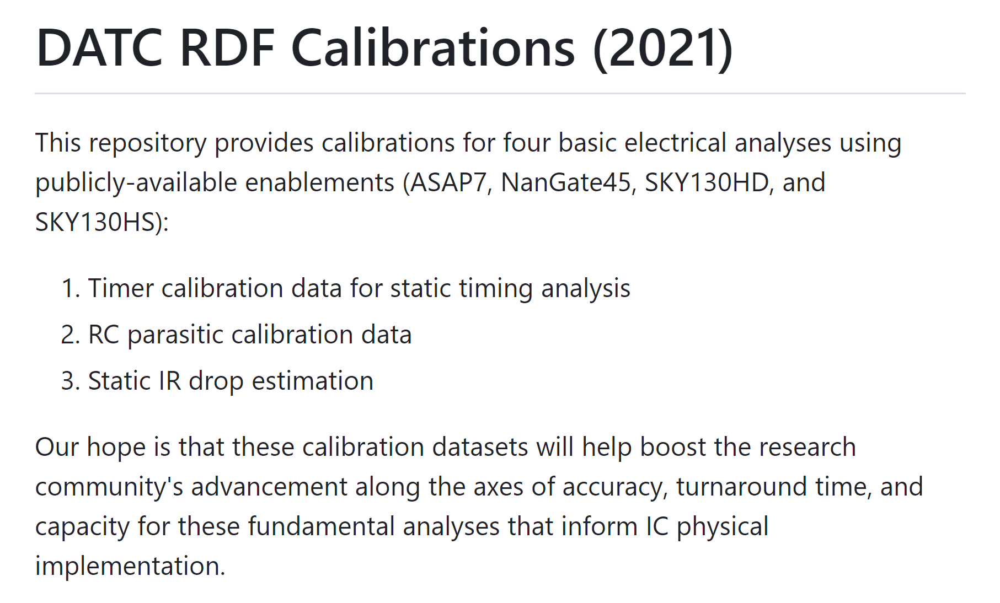 DATC RDF Calibrations (2021)
This repository provides calibrations for four basic electrical analyses using
publicly-available enablements (ASAP7, NanGate45, SKY130HD, and
SKY130HS):
1. Timer calibration data for static timing analysis
2. RC parasitic calibration data
3. Static IR drop estimation
Our hope is that these calibration datasets will help boost the research
community's advancement along the axes of accuracy, turnaround time, and
capacity for these fundamental analyses that inform IC physical
implementation.